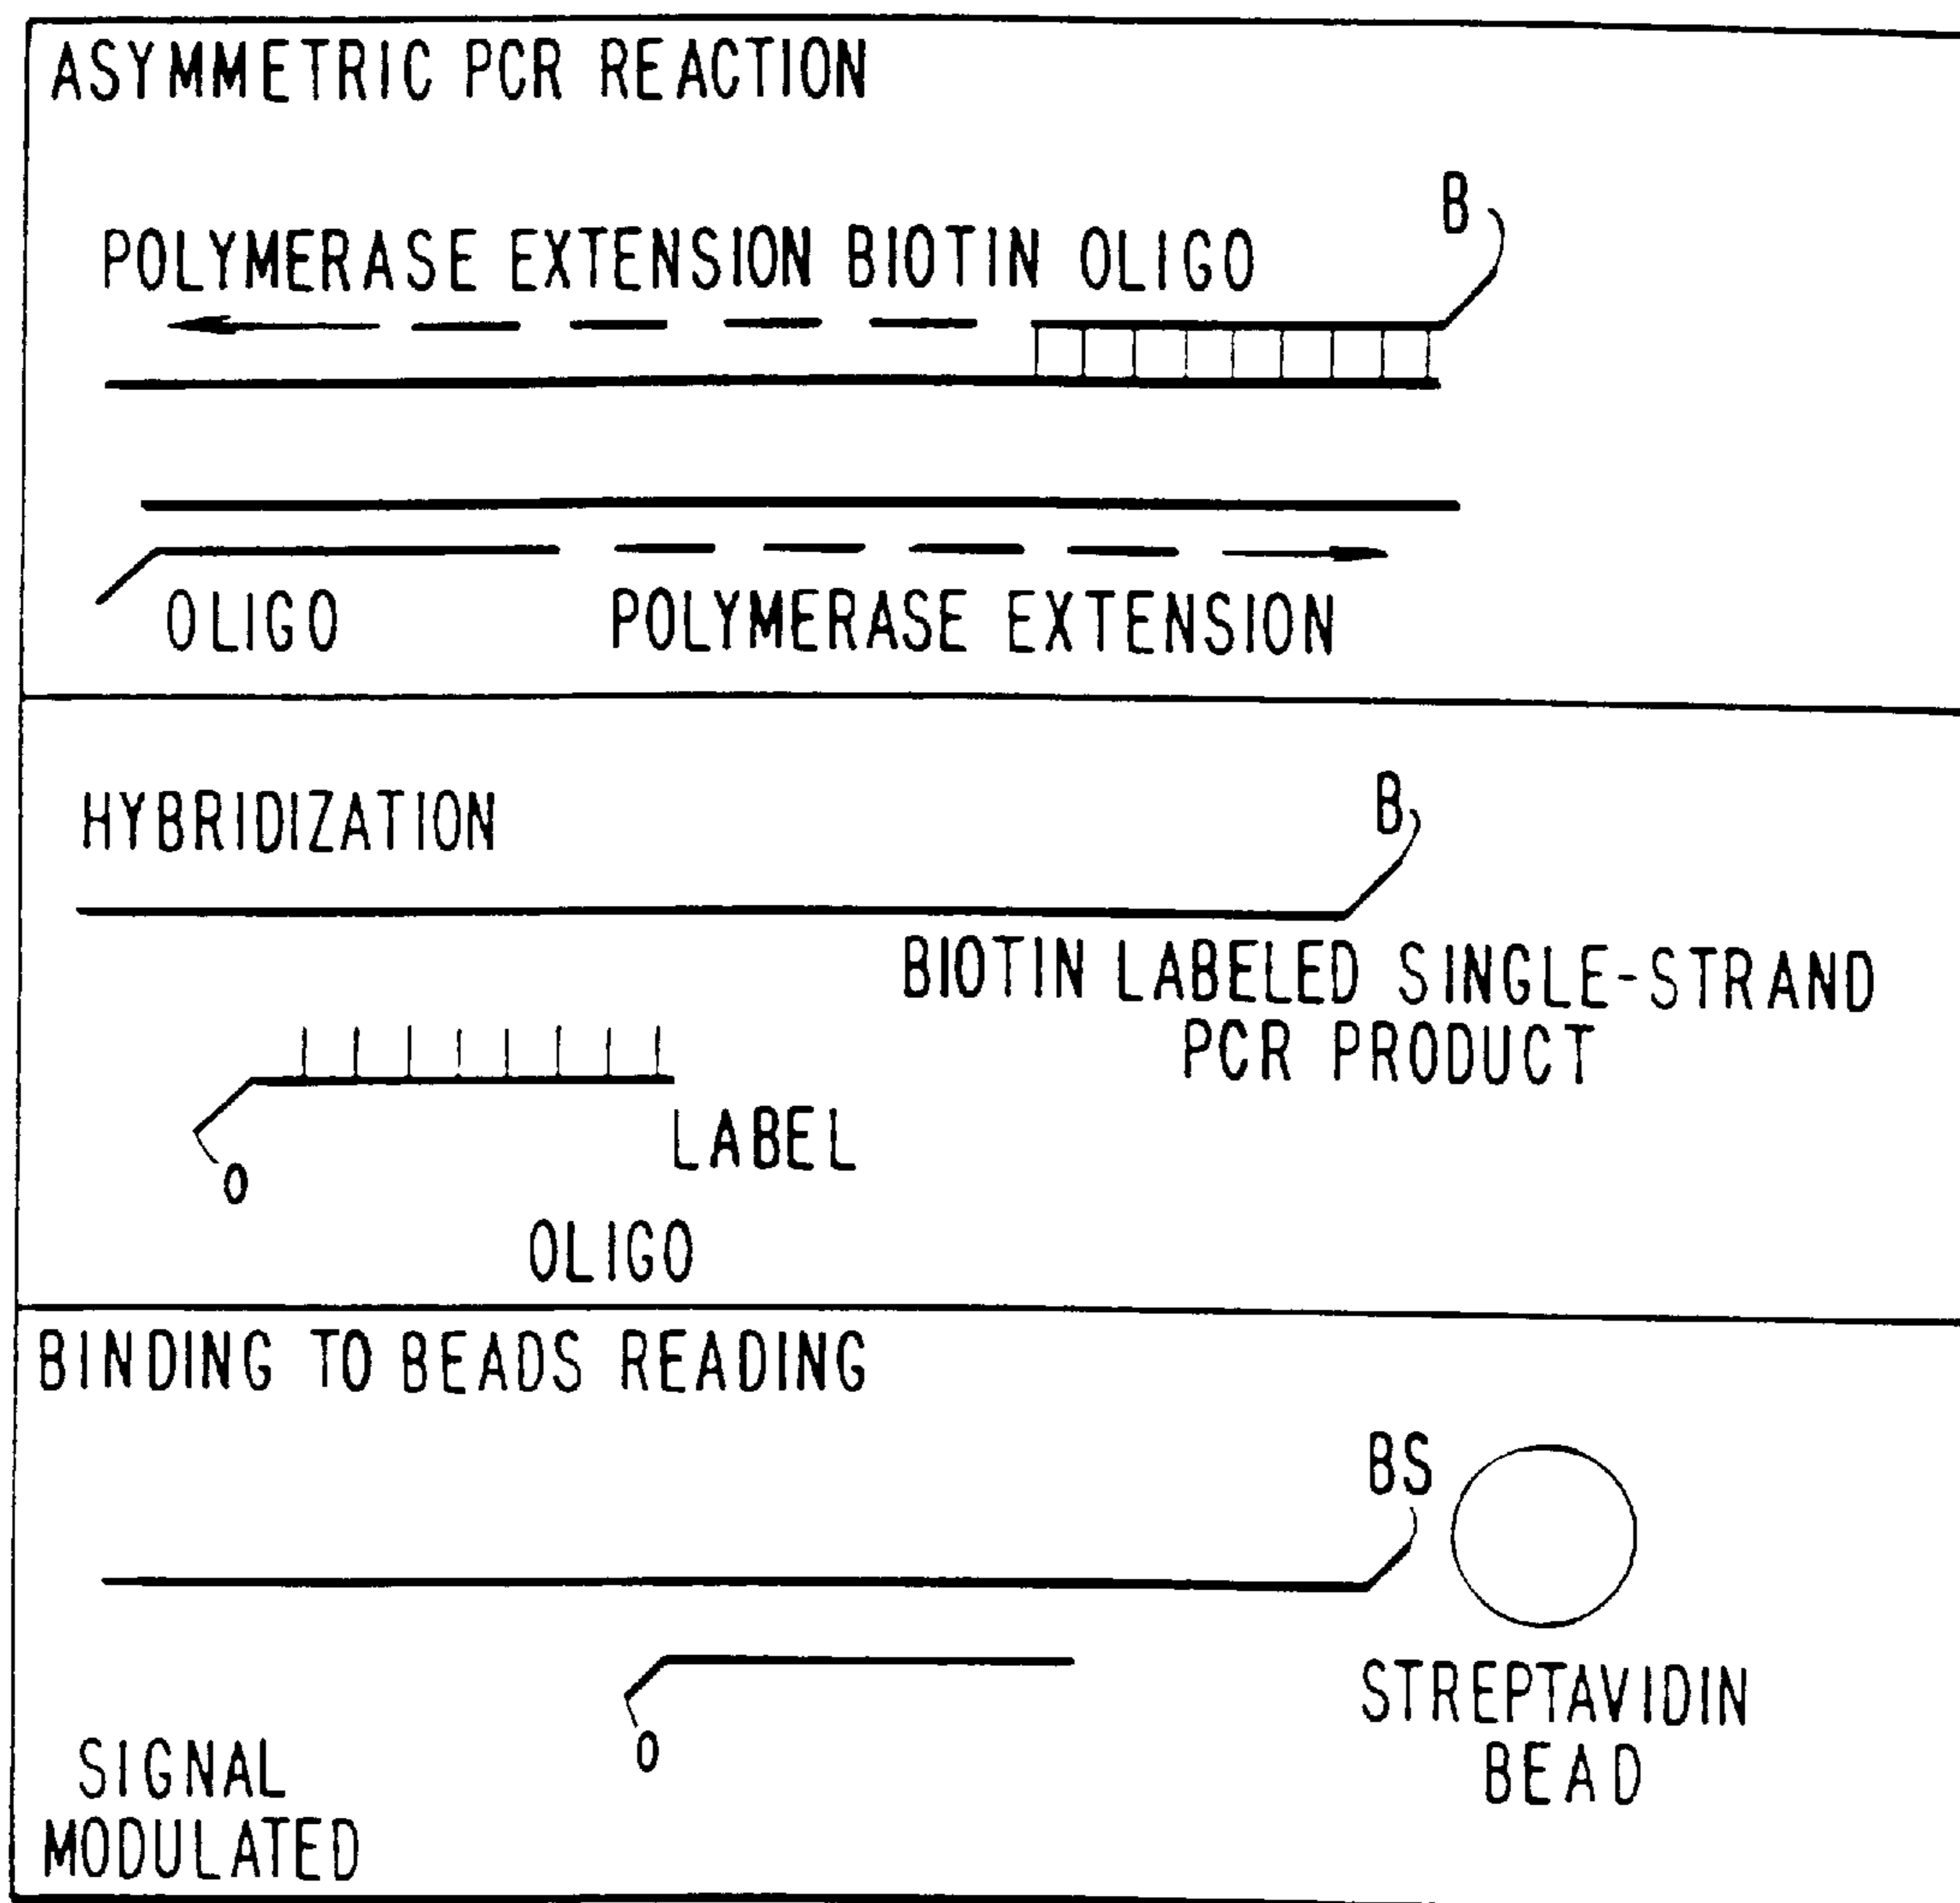 ASYMMETRIC PCR REACTION
B
POLYMERASE EXTENSION BIOTIN OLIGO
OLIGO POLYMERASE EXTENSION
HYBRIDIZATION
B
BIOTIN LABELED SINGLE-STRAND
PCR PRODUCT
LABEL
O
OLIGO
BINDING TO BEADS READING
BS
STREPTAVIDIN
BEAD
O
SIGNAL
MODULATED